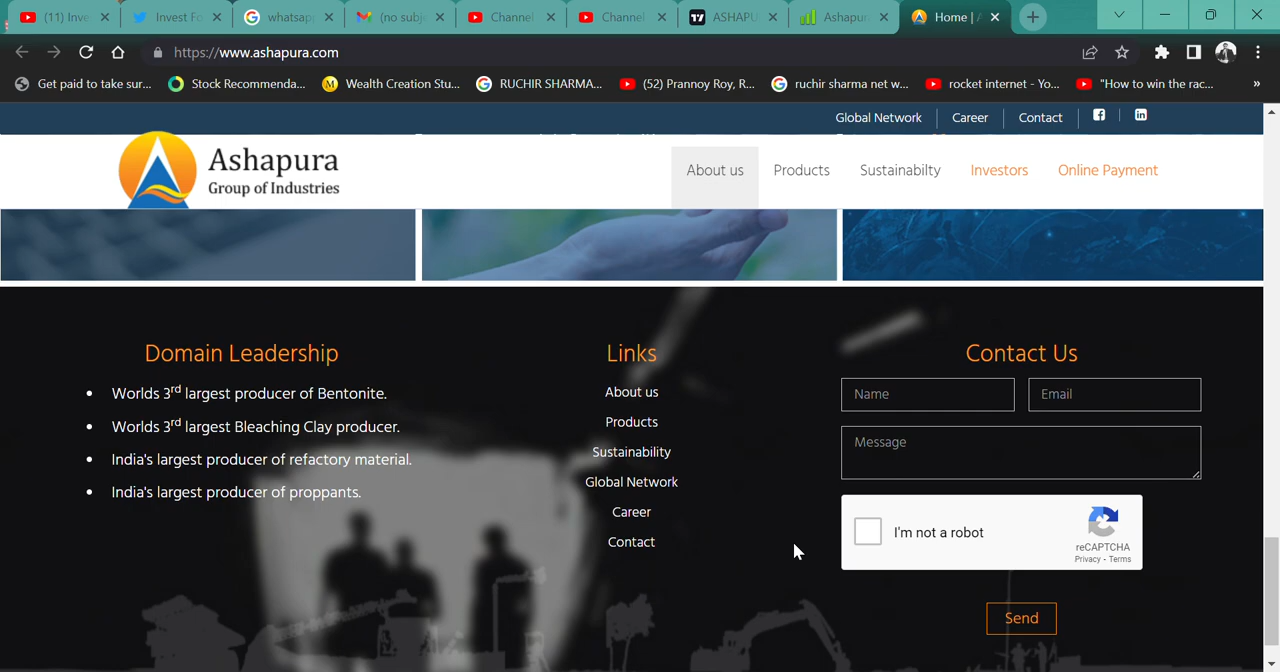 (11) Inve
Invest Fo
whatsapp
(no subje
Channel
Channel
ASHAPU
Ashapur
Home | A
https://www.ashapura.com
Get paid to take sur...
Stock Recommenda...
Wealth Creation Stu...
RUCHIR SHARMA...
(52) Prannoy Roy, R...
ruchir sharma net w...
rocket internet - Yo...
"How to win the rac...
»
Global Network
Career
Contact
Ashapura
Group of Industries
About us
Products
Sustainabilty
Investors
Online Payment
Domain Leadership
Worlds 3rd largest producer of Bentonite.
Worlds 3rd largest Bleaching Clay producer.
India's largest producer of refactory material.
India's largest producer of proppants.
Links
About us
Products
Sustainability
Global Network
Career
Contact
Contact Us
Name
Email
Message
I'm not a robot
reCAPTCHA
Privacy - Terms
Send